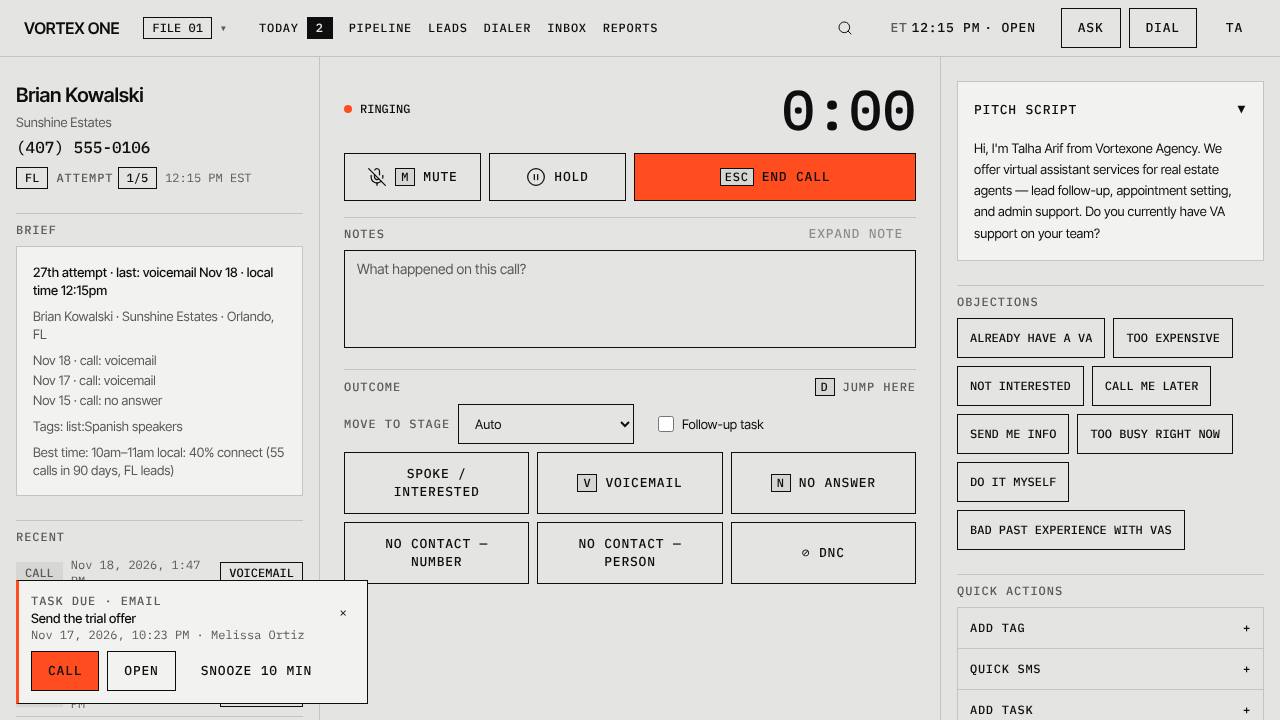 VORTEX ONE
FILE 01 ▾
TODAY 2
PIPELINE
LEADS
DIALER
INBOX
REPORTS
ET 12:15 PM · OPEN
ASK
DIAL
TA
Brian Kowalski
Sunshine Estates
(407) 555-0106
FL ATTEMPT 1/5 12:15 PM EST
BRIEF
27th attempt · last: voicemail Nov 18 · local
time 12:15pm
Brian Kowalski · Sunshine Estates · Orlando,
FL
Nov 18 · call: voicemail
Nov 17 · call: voicemail
Nov 15 · call: no answer
Tags: list:Spanish speakers
Best time: 10am–11am local: 40% connect (55
calls in 90 days, FL leads)
RECENT
CALL Nov 18, 2026, 1:47 VOICEMAIL
TASK DUE · EMAIL
×
Send the trial offer
Nov 17, 2026, 10:23 PM · Melissa Ortiz
CALL
OPEN
SNOOZE 10 MIN
RINGING
0:00
M MUTE
HOLD
ESC END CALL
NOTES
EXPAND NOTE
What happened on this call?
OUTCOME
D JUMP HERE
MOVE TO STAGE Auto
Follow-up task
SPOKE /
INTERESTED
V VOICEMAIL
N NO ANSWER
NO CONTACT —
NUMBER
NO CONTACT —
PERSON
⊘ DNC
PITCH SCRIPT ▼
Hi, I'm Talha Arif from Vortexone Agency. We
offer virtual assistant services for real estate
agents — lead follow-up, appointment setting,
and admin support. Do you currently have VA
support on your team?
OBJECTIONS
ALREADY HAVE A VA
TOO EXPENSIVE
NOT INTERESTED
CALL ME LATER
SEND ME INFO
TOO BUSY RIGHT NOW
DO IT MYSELF
BAD PAST EXPERIENCE WITH VAS
QUICK ACTIONS
ADD TAG +
QUICK SMS +
ADD TASK +